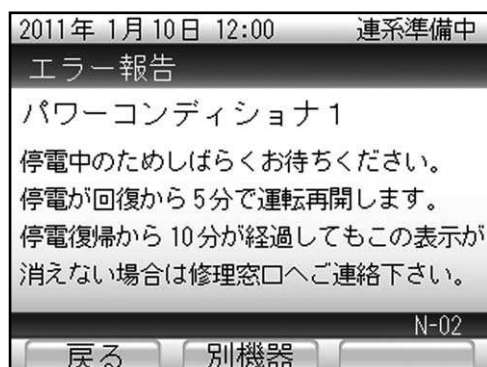 2011年 1月10日 12:00 連系準備中
エラー報告
パワーコンディショナ1
停電中のためしばらくお待ちください。
停電が回復から5分で運転再開します。
停電復帰から10分が経過してもこの表示が
消えない場合は修理窓口へご連絡下さい。
N-02
戻る 別機器